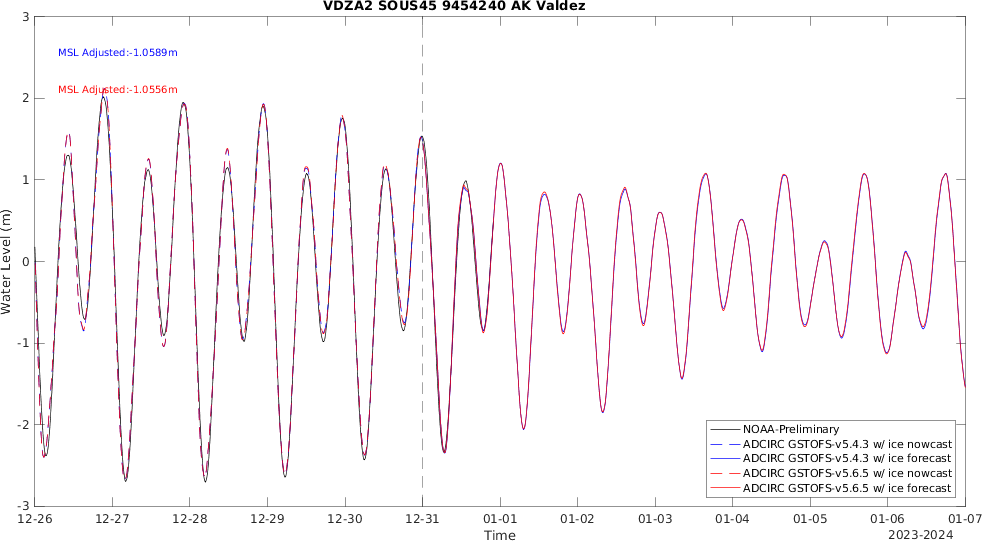 VDZA2 SOUS45 9454240 AK Valdez
MSL Adjusted:-1.0589m
MSL Adjusted:-1.0556m
3
2
1
0
-1
-2
-3
Water Level (m)
NOAA-Preliminary
ADCIRC GSTOFS-v5.4.3 w/ ice nowcast
ADCIRC GSTOFS-v5.4.3 w/ ice forecast
ADCIRC GSTOFS-v5.6.5 w/ ice nowcast
ADCIRC GSTOFS-v5.6.5 w/ ice forecast
12-26 12-27 12-28 12-29 12-30 12-31 01-01 01-02 01-03 01-04 01-05 01-06 01-07
Time
2023-2024